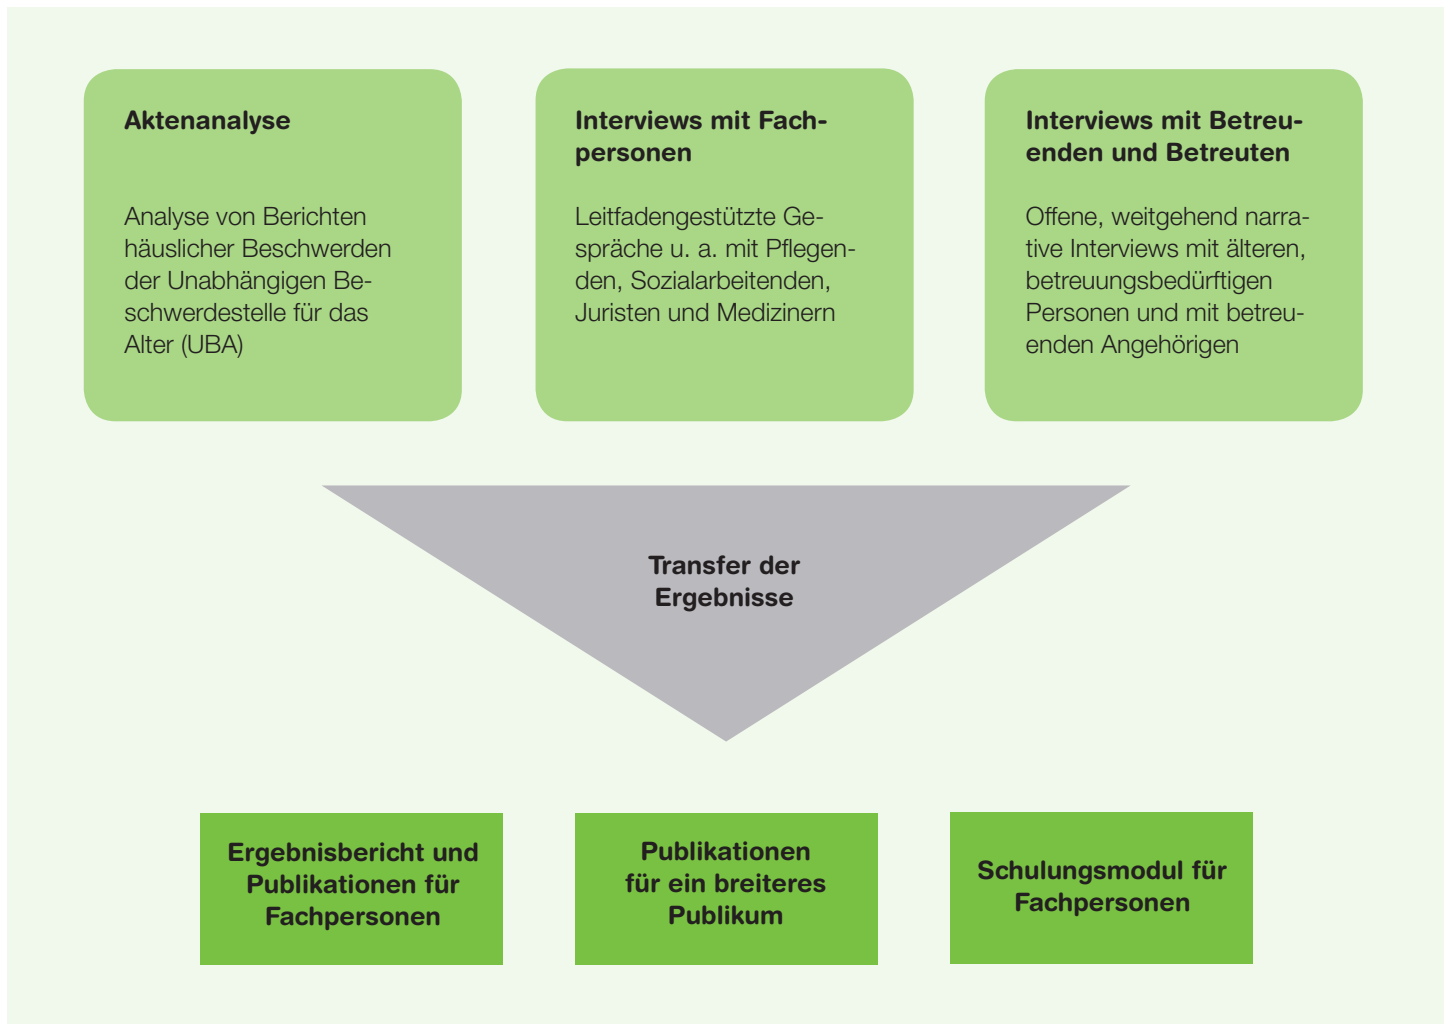 Aktenanalyse
Analyse von Berichten
häuslicher Beschwerden
der Unabhängigen Be-
schwerdestelle für das
Alter (UBA)
Interviews mit Fach-
personen
Leitfadengestützte Ge-
spräche u. a. mit Pflegen-
den, Sozialarbeitenden,
Juristen und Medizinern
Interviews mit Betreu-
enden und Betreuten
Offene, weitgehend narra-
tive Interviews mit älteren,
betreuungsbedürftigen
Personen und mit betreu-
enden Angehörigen
Transfer der
Ergebnisse
Ergebnisbericht und
Publikationen für
Fachpersonen
Publikationen
für ein breiteres
Publikum
Schulungsmodul für
Fachpersonen